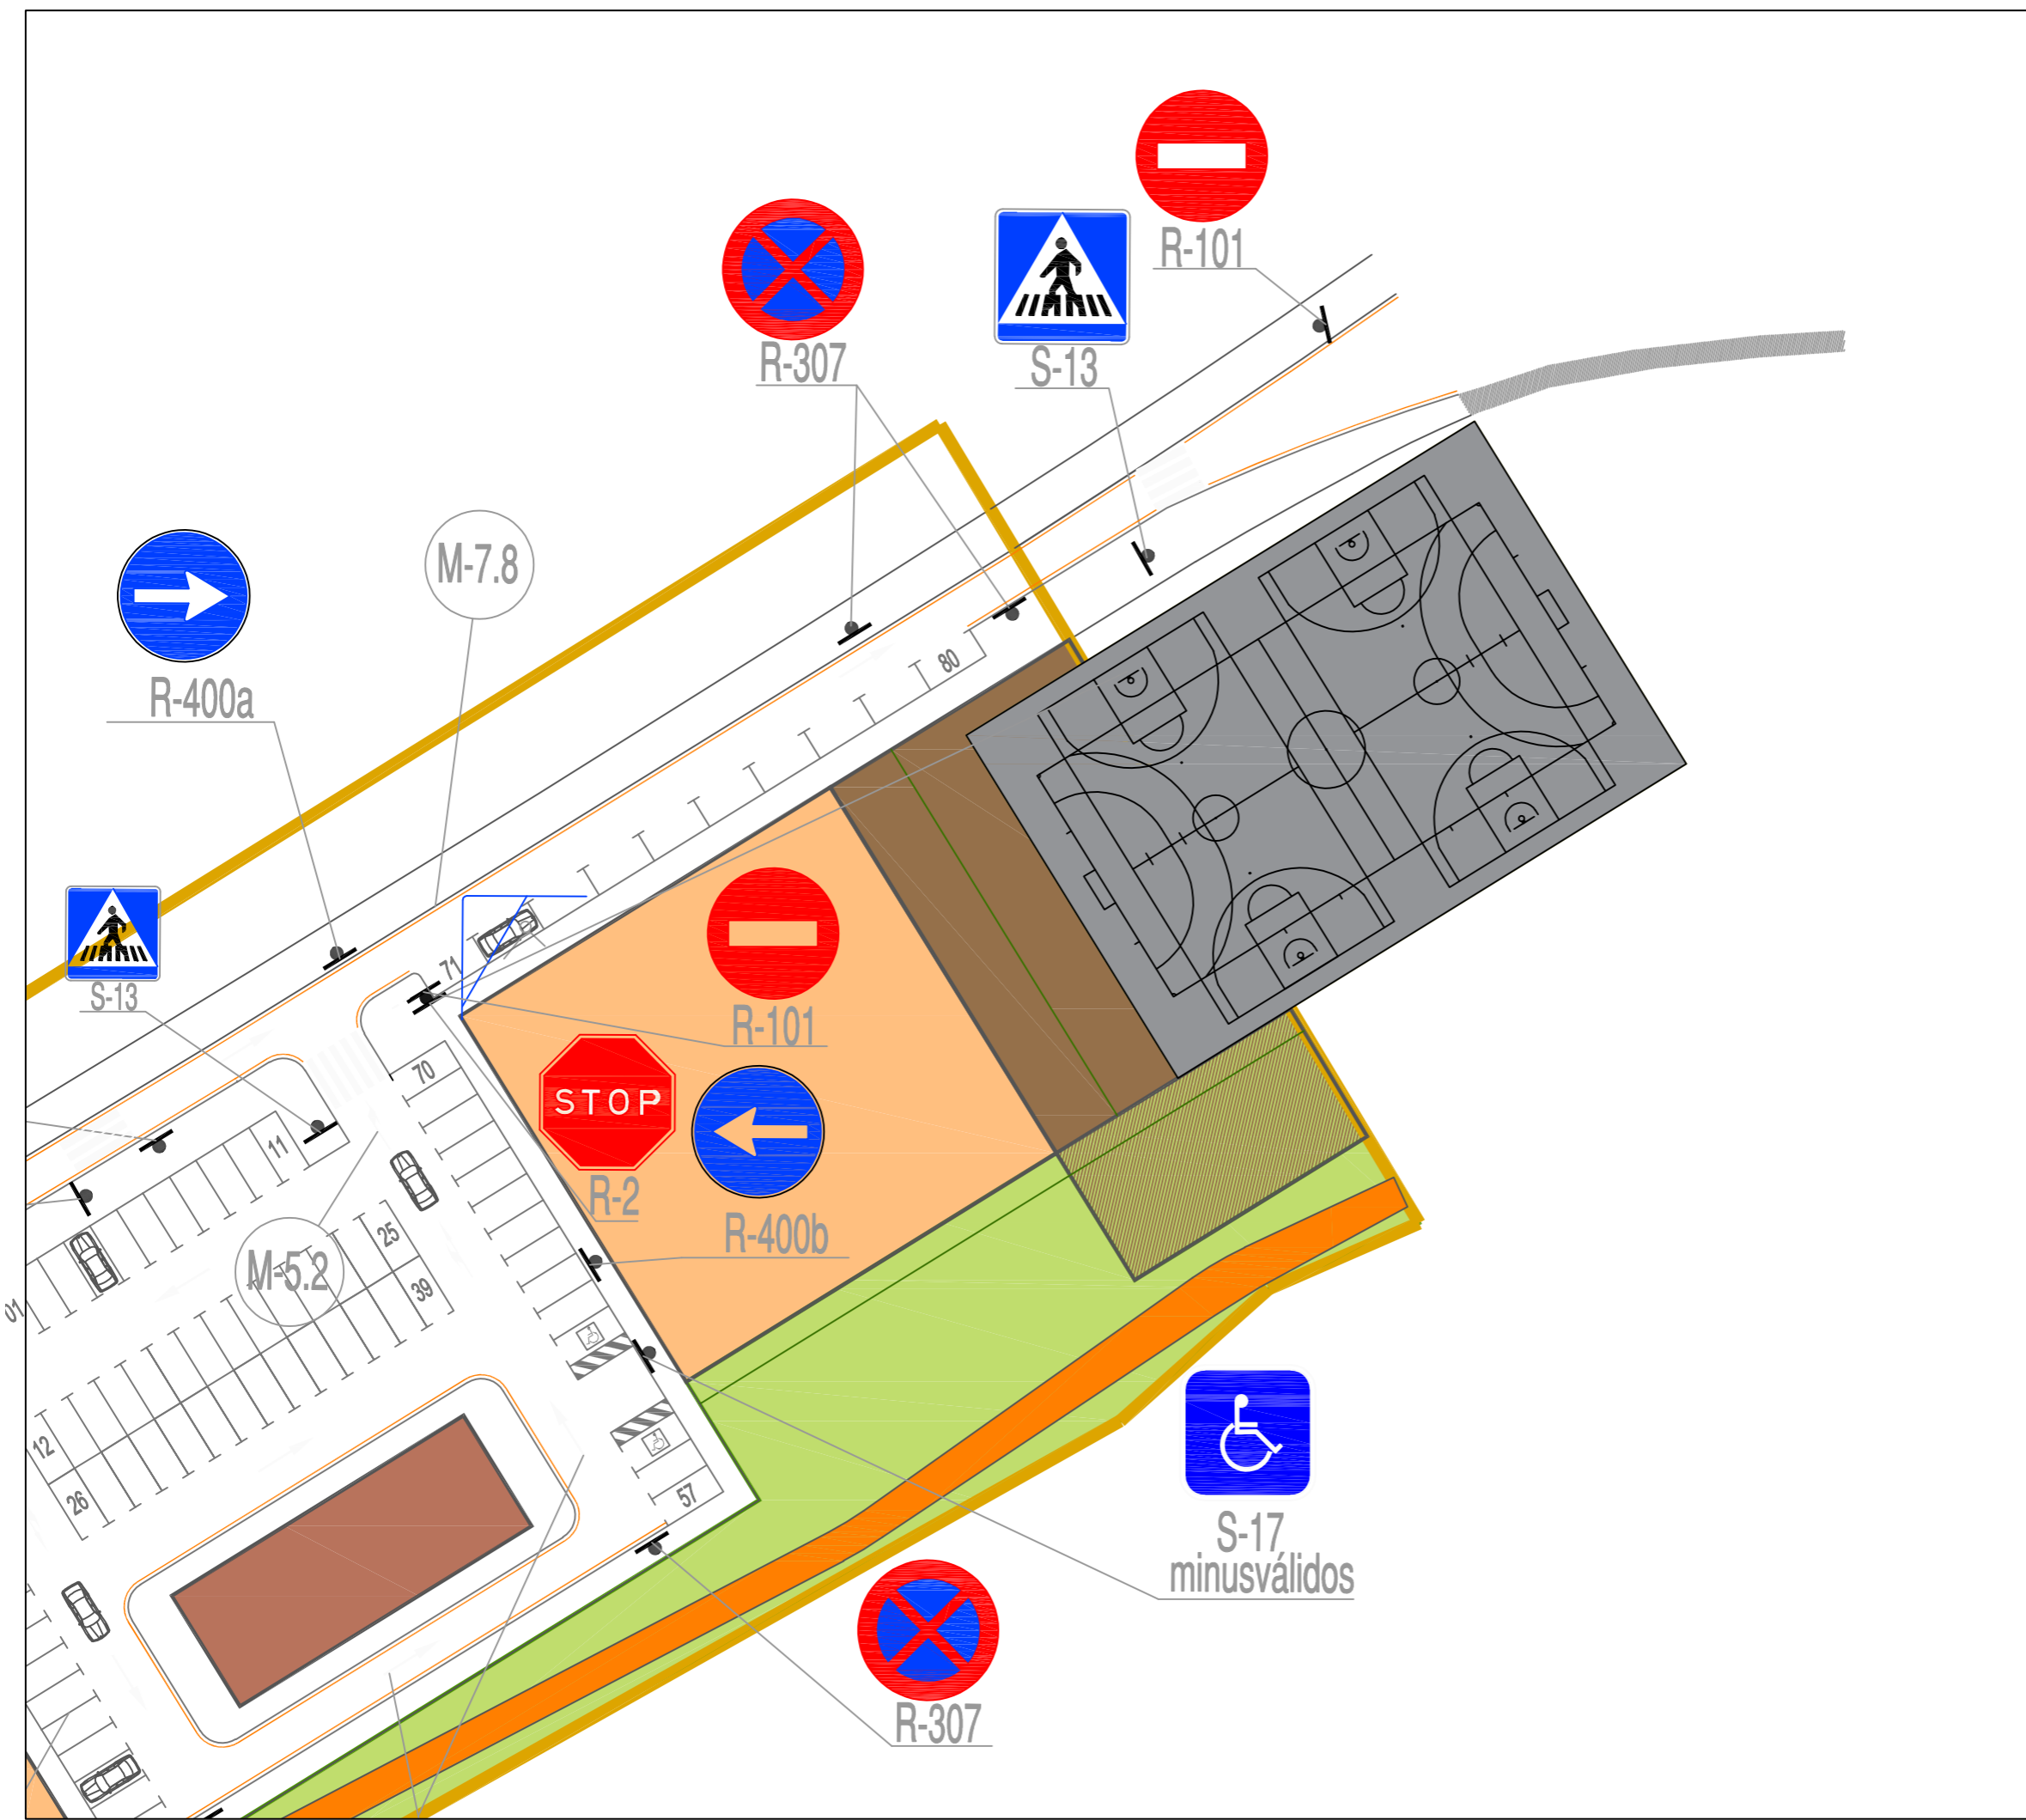 R-101
R-307
S-13
M-7.8
R-400a
80
S-13
71
R-101
STOP
70
R-2
11
R-400b
25
M-5.2
39
01
12
26
57
S-17
minusválidos
R-307